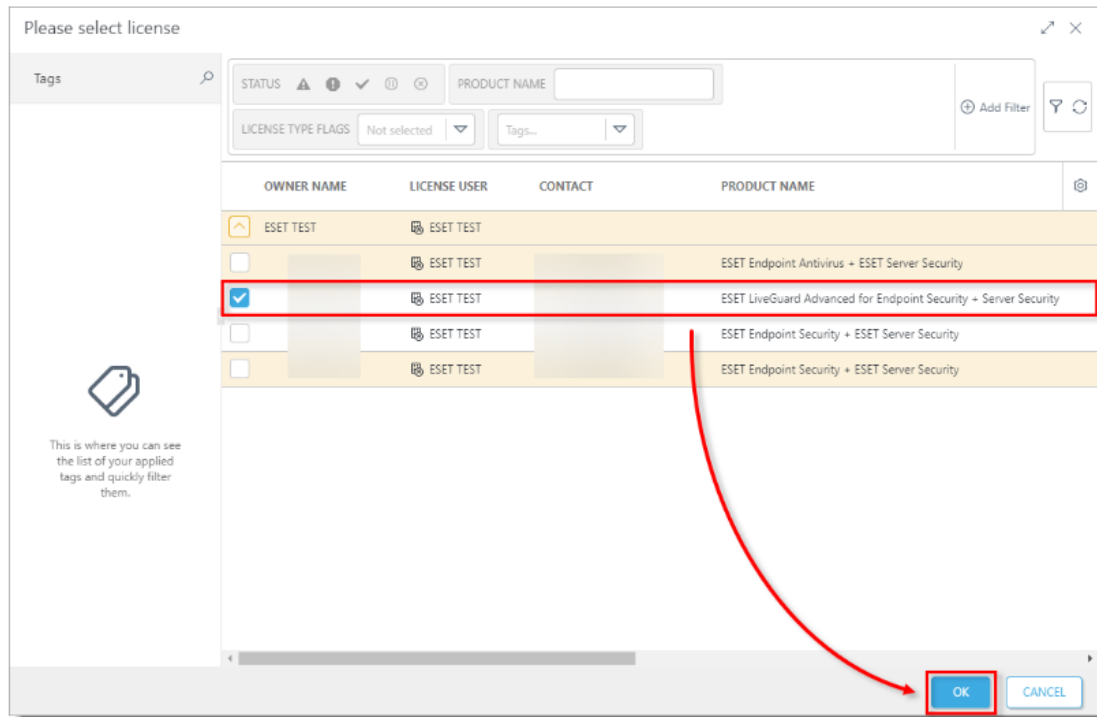 Please select license
Tags
STATUS
PRODUCT NAME
Add Filter
LICENSE TYPE FLAGS Not selected
Tags...
OWNER NAME LICENSE USER CONTACT PRODUCT NAME
ESET TEST ESET TEST
ESET TEST ESET Endpoint Antivirus + ESET Server Security
ESET TEST ESET LiveGuard Advanced for Endpoint Security + Server Security
ESET TEST ESET Endpoint Security + ESET Server Security
ESET TEST ESET Endpoint Security + ESET Server Security
This is where you can see
the list of your applied
tags and quickly filter
them.
OK CANCEL